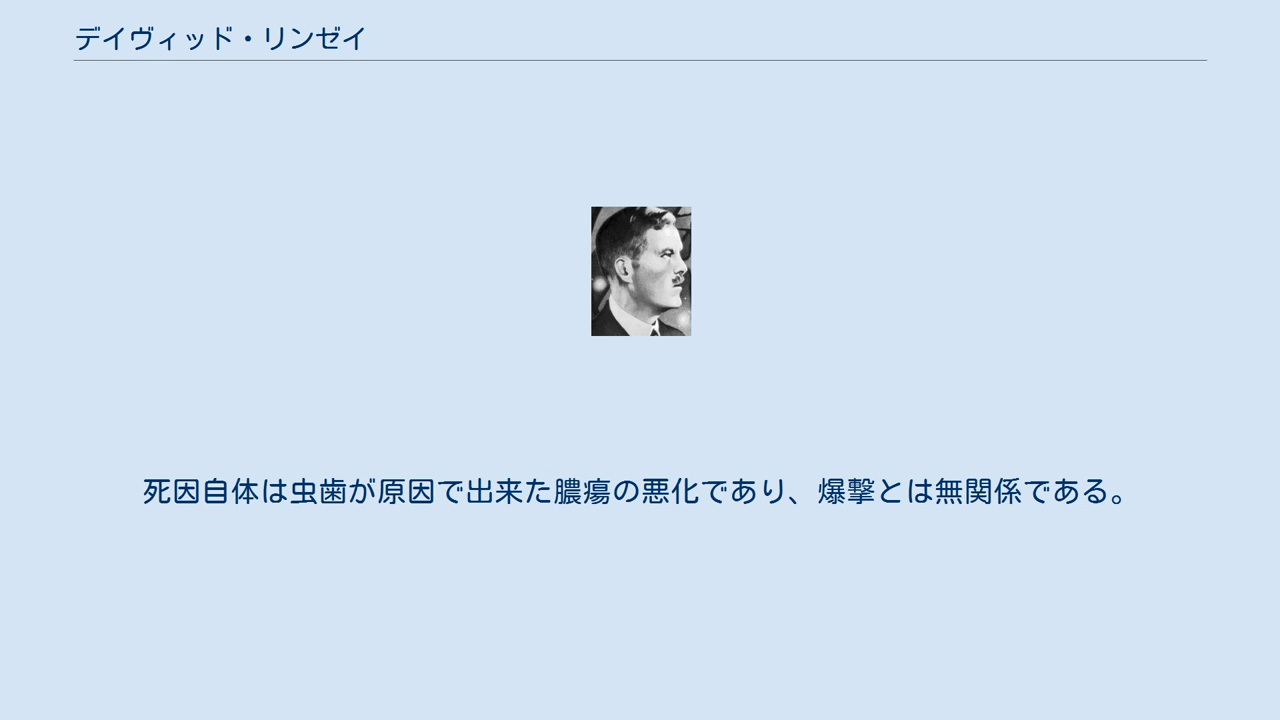 デイヴィッド・リンゼイ
死因自体は虫歯が原因で出来た膿瘍の悪化であり、爆撃とは無関係である。